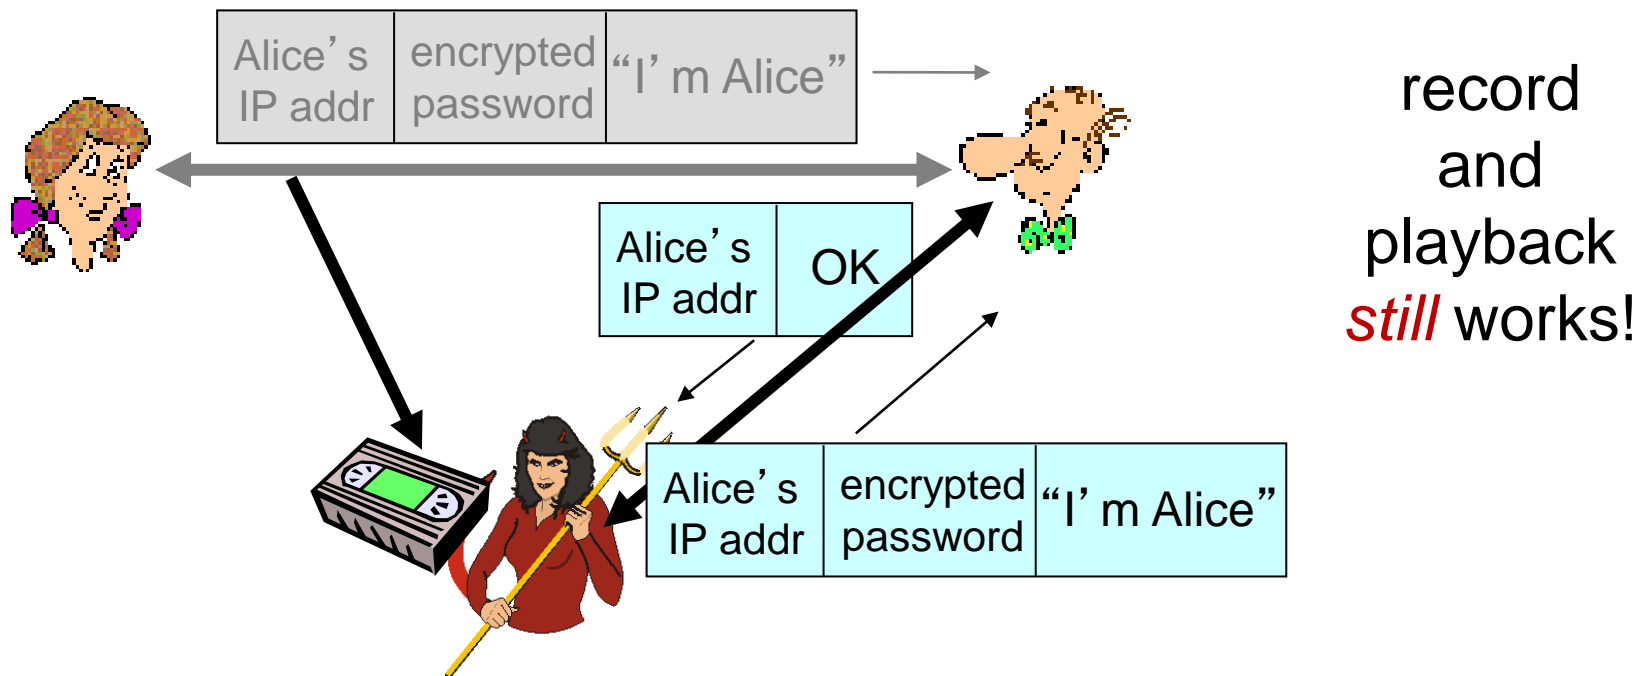 Alice’s
IP addr
encrypted
password
“I’m Alice”
record
and
playback
still works!
Alice’s
IP addr
OK
Alice’s
IP addr
encrypted
password
“I’m Alice”